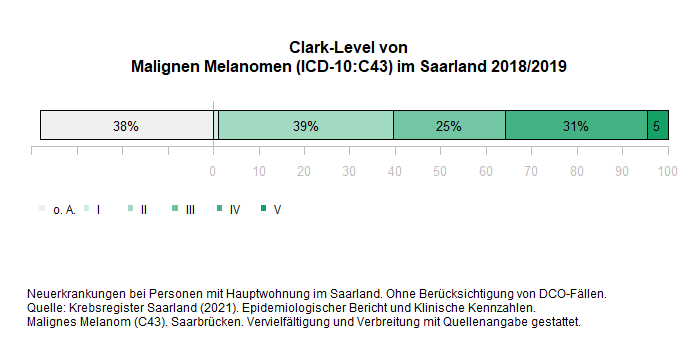 Clark-Level von
Malignen Melanomen (ICD-10:C43) im Saarland 2018/2019
38% 39% 25% 31% 5
0 10 20 30 40 50 60 70 80 90 100
o. A. I II III IV V
Neuerkrankungen bei Personen mit Hauptwohnung im Saarland. Ohne Berücksichtigung von DCO-Fällen.
Quelle: Krebsregister Saarland (2021). Epidemiologischer Bericht und Klinische Kennzahlen.
Malignes Melanom (C43). Saarbrücken. Vervielfältigung und Verbreitung mit Quellenangabe gestattet.